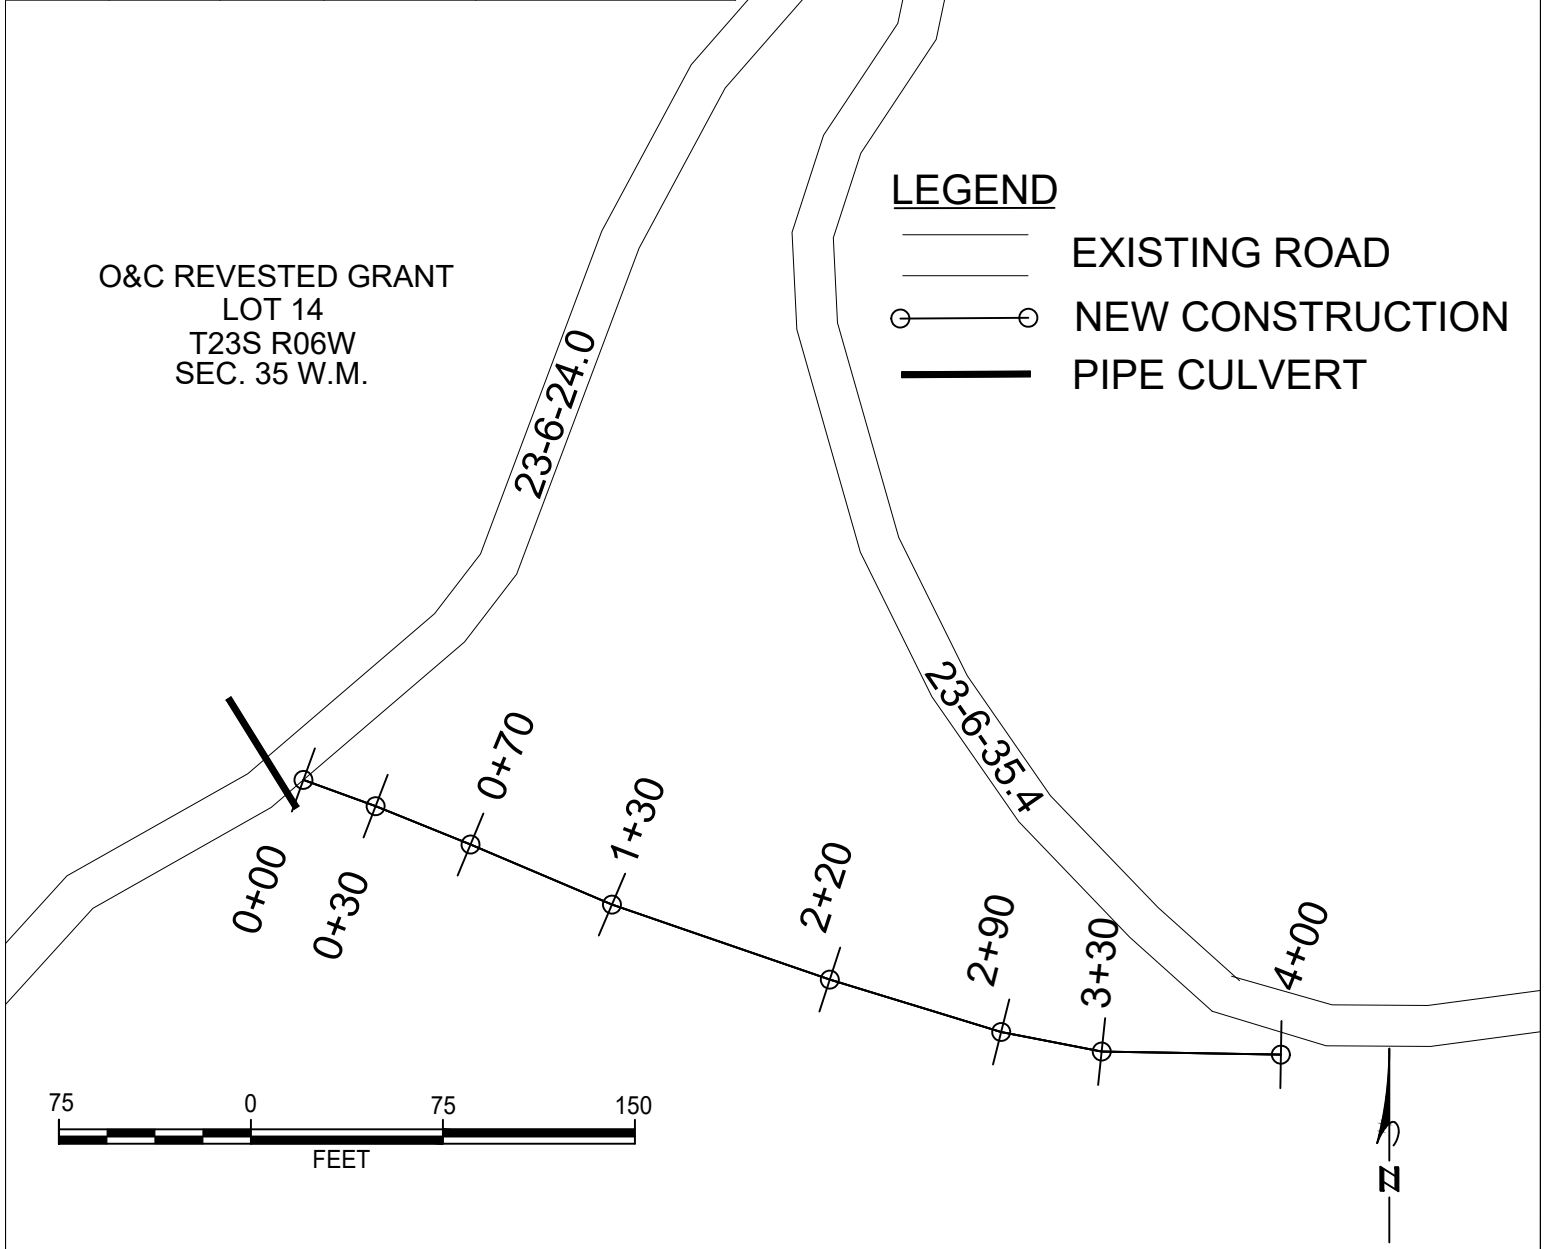 LEGEND
EXISTING ROAD
NEW CONSTRUCTION
PIPE CULVERT
O&C REVESTED GRANT
LOT 14
T23S R06W
SEC. 35 W.M.
23-6-24.0
23-6-35.4
0+00
0+30
0+70
1+30
2+20
2+90
3+30
4+00
75 0 75 150
FEET
N